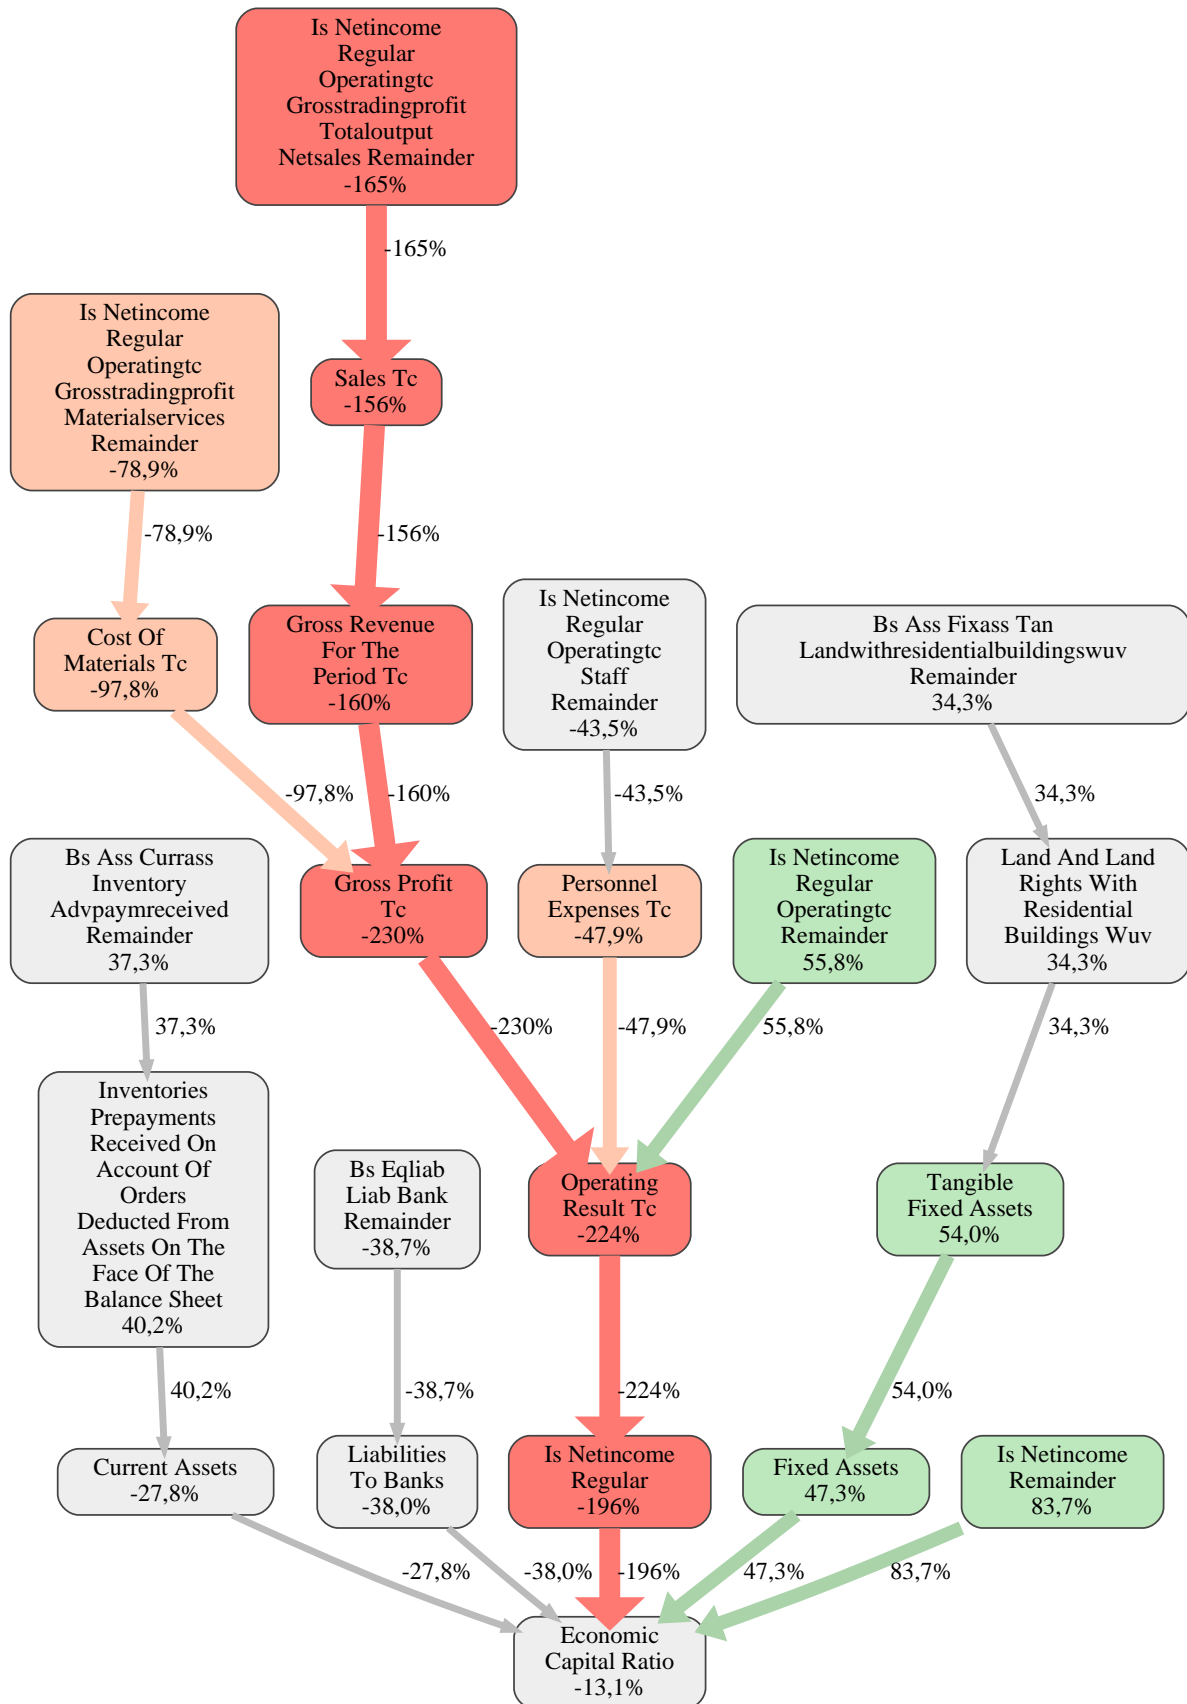 Is Netincome
Regular
Operatingtc
Grosstradingprofit
Totaloutput
Netsales Remainder
-165%
-165%
Is Netincome
Regular
Operatingtc
Grosstradingprofit
Materialservices
Remainder
-78,9%
Sales Tc
-156%
-78,9%
-156%
Cost Of
Materials Tc
-97,8%
Gross Revenue
For The
Period Tc
-160%
Is Netincome
Regular
Operatingtc
Staff
Remainder
-43,5%
Bs Ass Fixass Tan
Landwithresidentialbuildingswuv
Remainder
34,3%
-97,8%
-160%
-43,5%
34,3%
Bs Ass Currass
Inventory
Advpaymreceived
Remainder
37,3%
Gross Profit
Tc
-230%
Personnel
Expenses Tc
-47,9%
Is Netincome
Regular
Operatingtc
Remainder
55,8%
Land And Land
Rights With
Residential
Buildings Wuv
34,3%
37,3%
-230%
-47,9%
55,8%
34,3%
Inventories
Prepayments
Received On
Account Of
Orders
Deducted From
Assets On The
Face Of The
Balance Sheet
40,2%
Bs Eqliab
Liab Bank
Remainder
-38,7%
Operating
Result Tc
-224%
Tangible
Fixed Assets
54,0%
40,2%
-38,7%
-224%
54,0%
Current Assets
-27,8%
Liabilities
To Banks
-38,0%
Is Netincome
Regular
-196%
Fixed Assets
47,3%
Is Netincome
Remainder
83,7%
-27,8%
-38,0%
-196%
47,3%
83,7%
Economic
Capital Ratio
-13,1%